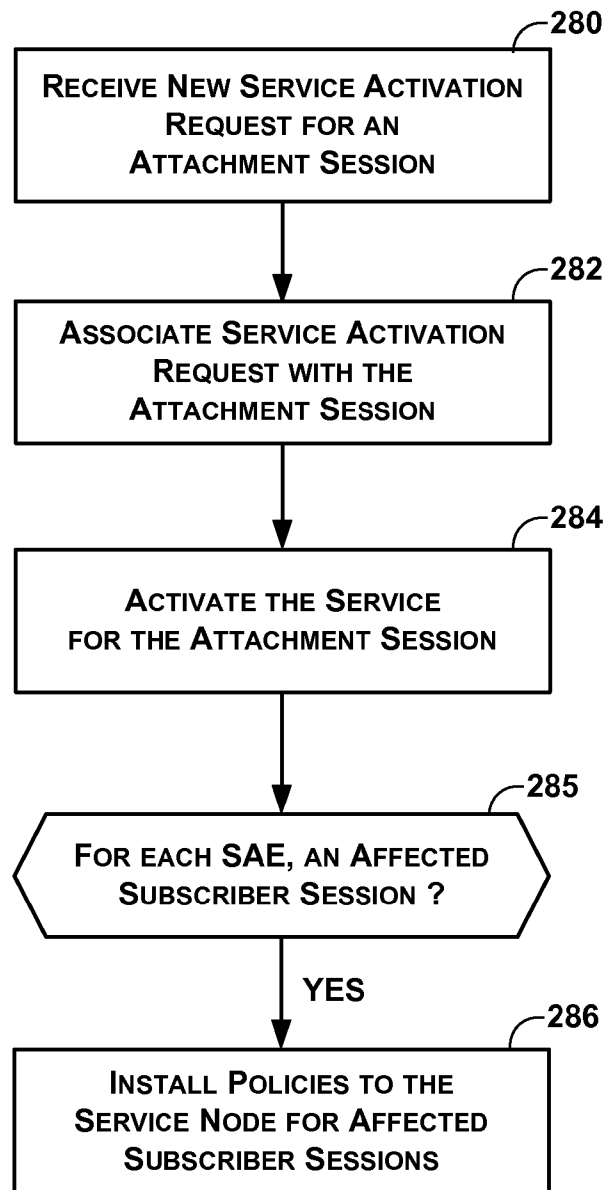 280
RECEIVE NEW SERVICE ACTIVATION
REQUEST FOR AN
ATTACHMENT SESSION
282
ASSOCIATE SERVICE ACTIVATION
REQUEST WITH THE
ATTACHMENT SESSION
284
ACTIVATE THE SERVICE
FOR THE ATTACHMENT SESSION
285
FOR EACH SAE, AN AFFECTED
SUBSCRIBER SESSION ?
YES
286
INSTALL POLICIES TO THE
SERVICE NODE FOR AFFECTED
SUBSCRIBER SESSIONS